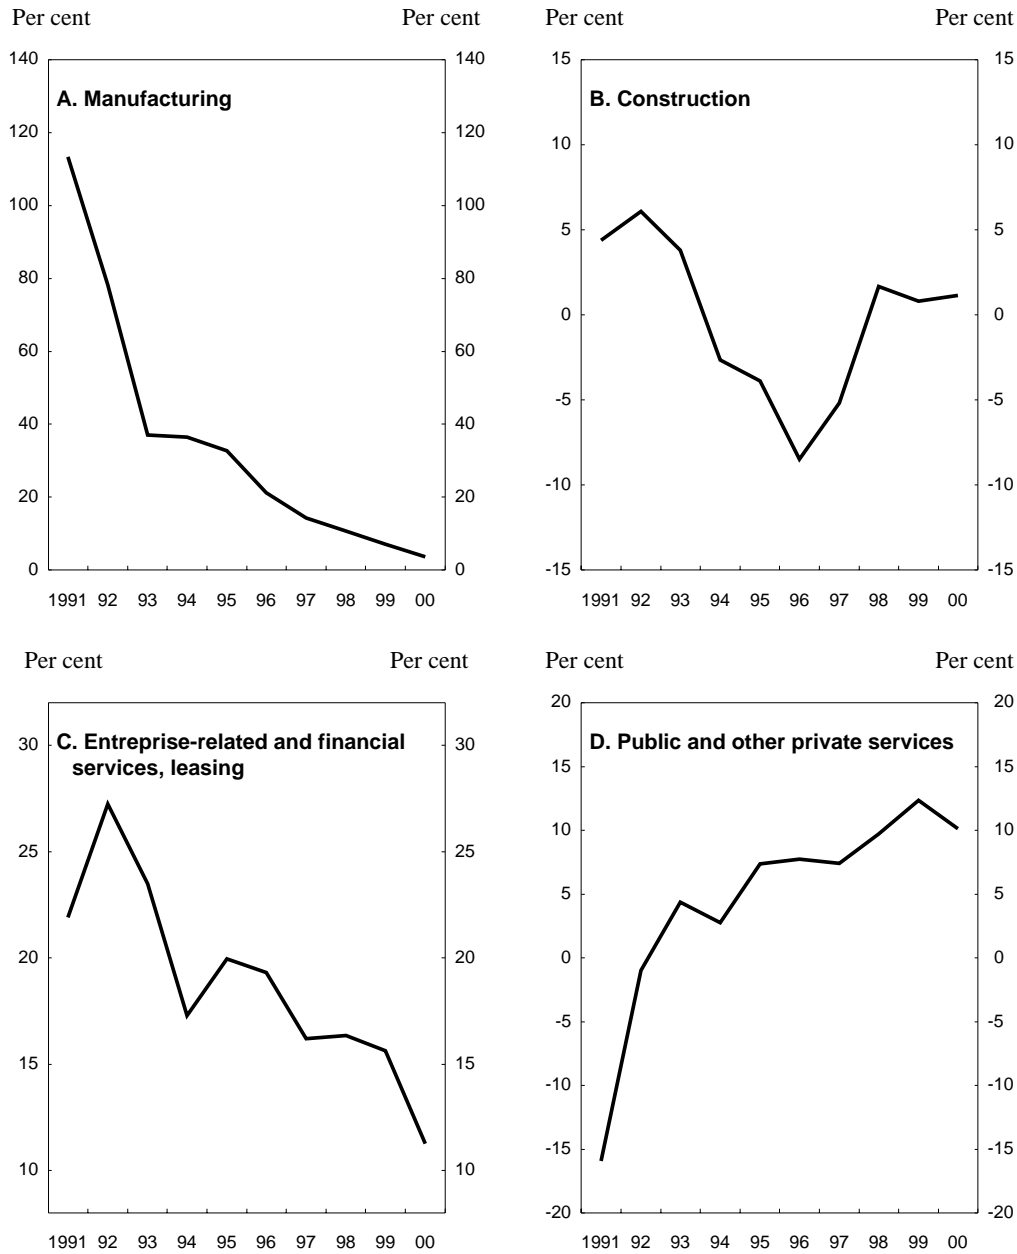 Per cent Per cent
140 140
A. Manufacturing
120 120
100 100
80 80
60 60
40 40
20 20
0 0
1991 92 93 94 95 96 97 98 99 00
Per cent Per cent
15 15
B. Construction
10 10
5 5
0 0
-5 -5
-10 -10
-15 -15
1991 92 93 94 95 96 97 98 99 00
Per cent Per cent
30 30
C. Entreprise-related and financial
services, leasing
25 25
20 20
15 15
10 10
1991 92 93 94 95 96 97 98 99 00
Per cent Per cent
20 20
D. Public and other private services
15 15
10 10
5 5
0 0
-5 -5
-10 -10
-15 -15
-20 -20
1991 92 93 94 95 96 97 98 99 00